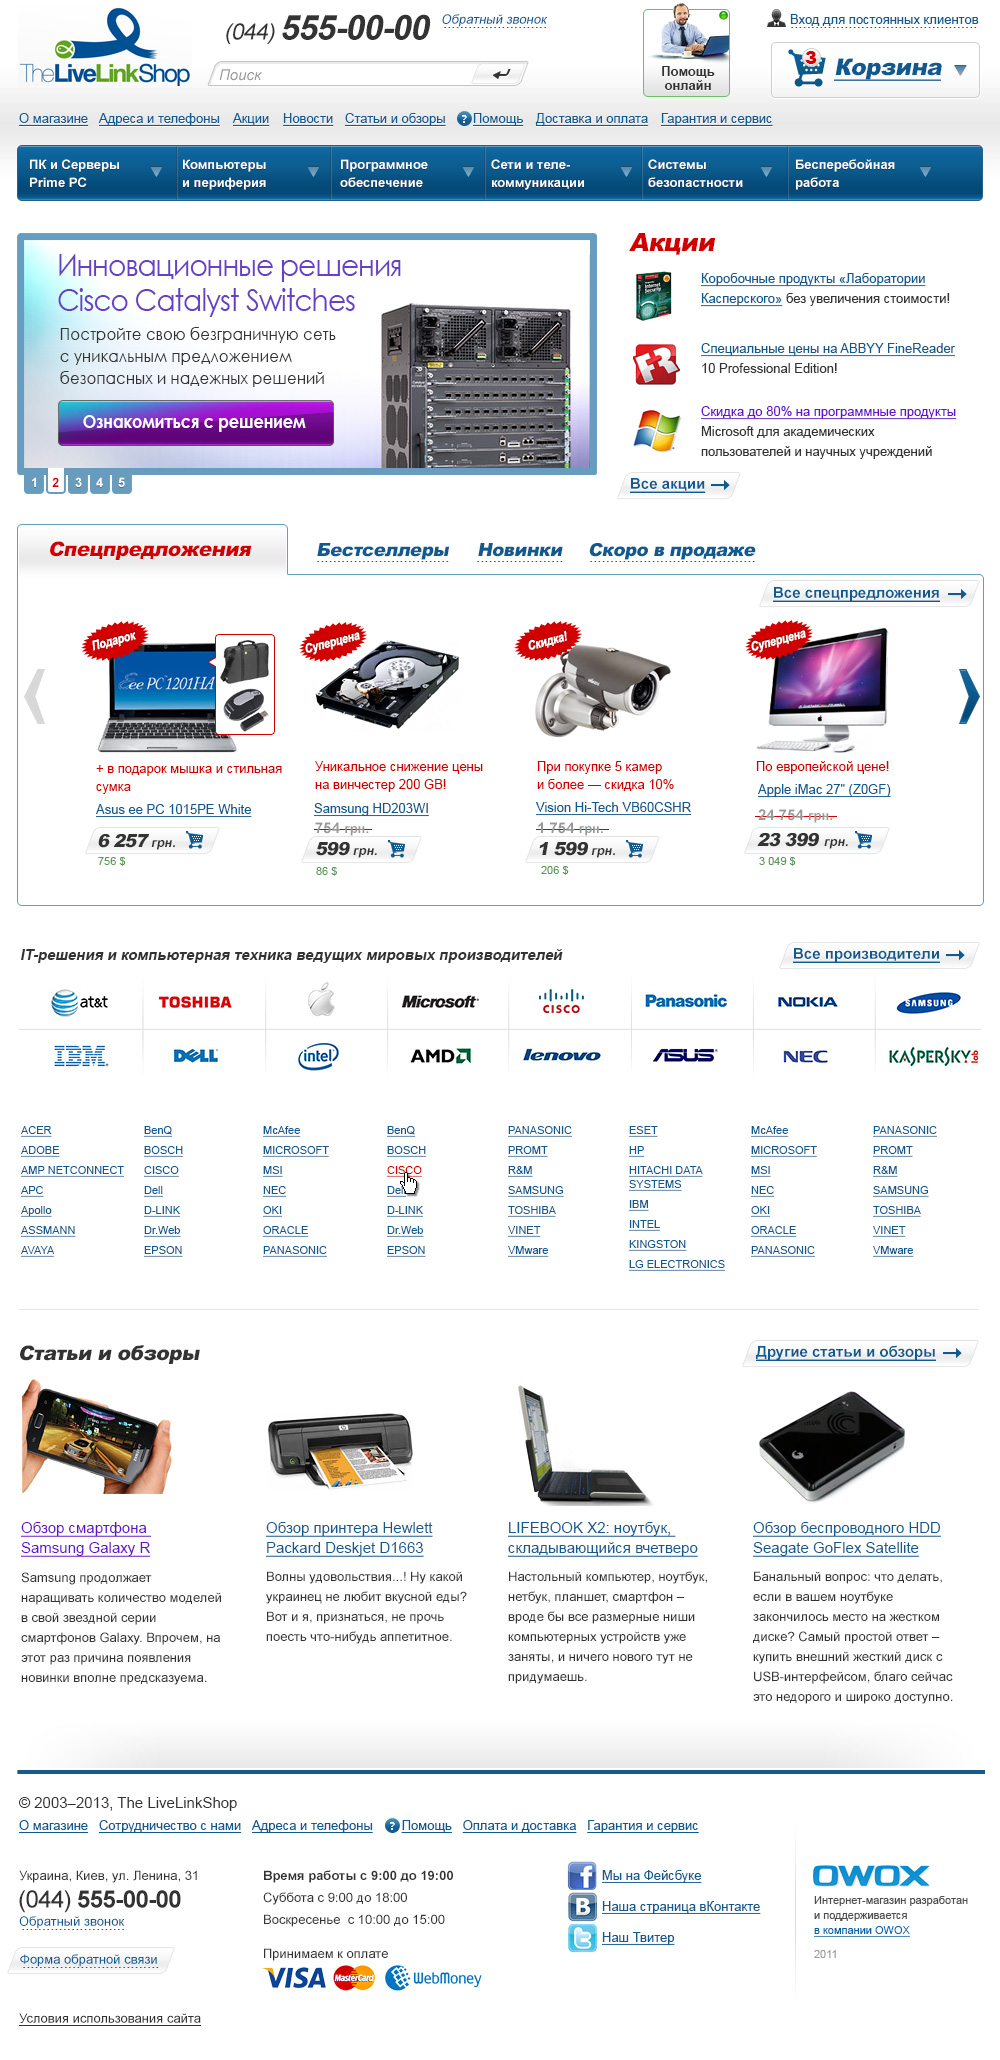 TheLiveLinkShop
(044) 555-00-00
Обратный звонок
Поиск
Помощь
онлайн
Вход для постоянных клиентов
3
Корзина
О магазине Адреса и телефоны Акции Новости Статьи и обзоры ? Помощь Доставка и оплата Гарантия и сервис
ПК и Серверы
Prime PC
Компьютеры
и периферия
Программное
обеспечение
Сети и теле-
коммуникации
Системы
безопастности
Бесперебойная
работа
Инновационные решения
Cisco Catalyst Switches
Постройте свою безграничную сеть
с уникальным предложением
безопасных и надежных решений
Ознакомиться с решением
1 2 3 4 5
Акции
Коробочные продукты «Лаборатории
Касперского» без увеличения стоимости!
Специальные цены на ABBYY FineReader
10 Professional Edition!
Скидка до 80% на программные продукты
Microsoft для академических
пользователей и научных учреждений
Все акции
Спецпредложения
Бестселлеры
Новинки
Скоро в продаже
Все спецпредложения
Подарок
Eee PC 1201HA
+ в подарок мышка и стильная
сумка
Asus ee PC 1015PE White
6 257 грн.
756 $
Суперцена
Уникальное снижение цены
на винчестер 200 GB!
Samsung HD203WI
754 грн.
599 грн.
86 $
Скидка!
При покупке 5 камер
и более — скидка 10%
Vision Hi-Tech VB60CSHR
1 754 грн.
1 599 грн.
206 $
Суперцена
По европейской цене!
Apple iMac 27" (Z0GF)
24 754 грн.
23 399 грн.
3 049 $
IT-решения и компьютерная техника ведущих мировых производителей
Все производители
at&t TOSHIBA Microsoft CISCO Panasonic NOKIA SAMSUNG
IBM DELL intel AMD lenovo ASUS NEC KASPERSKY lab
ACER
ADOBE
AMP NETCONNECT
APC
Apollo
ASSMANN
AVAYA
BenQ
BOSCH
CISCO
Dell
D-LINK
Dr.Web
EPSON
McAfee
MICROSOFT
MSI
NEC
OKI
ORACLE
PANASONIC
BenQ
BOSCH
CISCO
Dell
D-LINK
Dr.Web
EPSON
PANASONIC
PROMT
R&M
SAMSUNG
TOSHIBA
VINET
VMware
ESET
HP
HITACHI DATA
SYSTEMS
IBM
INTEL
KINGSTON
LG ELECTRONICS
McAfee
MICROSOFT
MSI
NEC
OKI
ORACLE
PANASONIC
PANASONIC
PROMT
R&M
SAMSUNG
TOSHIBA
VINET
VMware
Статьи и обзоры
Другие статьи и обзоры
Обзор смартфона
Samsung Galaxy R
Samsung продолжает
наращивать количество моделей
в свой звездной серии
смартфонов Galaxy. Впрочем, на
этот раз причина появления
новинки вполне предсказуема.
Обзор принтера Hewlett
Packard Deskjet D1663
Волны удовольствия...! Ну какой
украинец не любит вкусной еды?
Вот и я, признаться, не прочь
поесть что-нибудь аппетитное.
LIFEBOOK X2: ноутбук,
складывающийся вчетверо
Настольный компьютер, ноутбук,
нетбук, планшет, смартфон –
вроде бы все размерные ниши
компьютерных устройств уже
заняты, и ничего нового тут не
придумаешь.
Обзор беспроводного HDD
Seagate GoFlex Satellite
Банальный вопрос: что делать,
если в вашем ноутбуке
закончилось место на жестком
диске? Самый простой ответ –
купить внешний жесткий диск с
USB-интерфейсом, благо сейчас
это недорого и широко доступно.
© 2003–2013, The LiveLinkShop
О магазине Сотрудничество с нами Адреса и телефоны ? Помощь Оплата и доставка Гарантия и сервис
Украина, Киев, ул. Ленина, 31
(044) 555-00-00
Обратный звонок
Форма обратной связи
Условия использования сайта
Время работы с 9:00 до 19:00
Суббота с 9:00 до 18:00
Воскресенье с 10:00 до 15:00
Принимаем к оплате
VISA MasterCard WebMoney
f Мы на Фейсбуке
B Наша страница вКонтакте
t Наш Твитер
OWOX
Интернет-магазин разработан
и поддерживается
в компании OWOX
2011